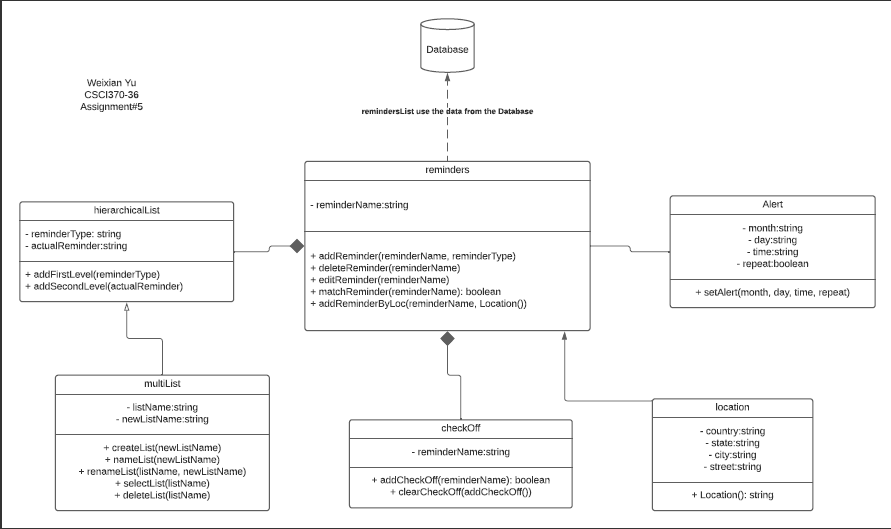 Database
Weixian Yu
CSCI370-36
Assignment#5
remindersList use the data from the Database
reminders
- reminderName:string
+ addReminder(reminderName, reminderType)
+ deleteReminder(reminderName)
+ editReminder(reminderName)
+ matchReminder(reminderName): boolean
+ addReminderByLoc(reminderName, Location())
hierarchicalList
- reminderType: string
- actualReminder:string
+ addFirstLevel(reminderType)
+ addSecondLevel(actualReminder)
Alert
- month:string
- day:string
- time:string
- repeat:boolean
+ setAlert(month, day, time, repeat)
multiList
- listName:string
- newListName:string
+ createList(newListName)
+ nameList(newListName)
+ renameList(listName, newListName)
+ selectList(listName)
+ deleteList(listName)
checkOff
- reminderName:string
+ addCheckOff(reminderName): boolean
+ clearCheckOff(addCheckOff())
location
- country:string
- state:string
- city:string
- street:string
+ Location(): string